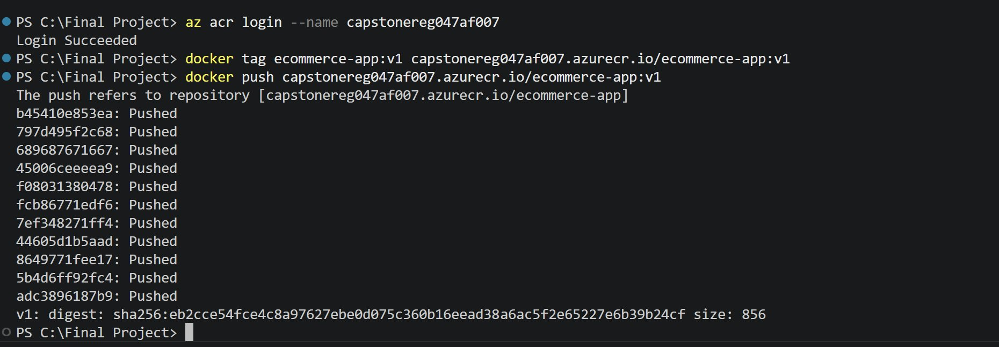 PS C:\Final Project> az acr login --name capstonereg047af007
Login Succeeded
PS C:\Final Project> docker tag ecommerce-app:v1 capstonereg047af007.azurecr.io/ecommerce-app:v1
PS C:\Final Project> docker push capstonereg047af007.azurecr.io/ecommerce-app:v1
The push refers to repository [capstonereg047af007.azurecr.io/ecommerce-app]
b45410e853ea: Pushed
797d495f2c68: Pushed
689687671667: Pushed
45006ceeeea9: Pushed
f08031380478: Pushed
fcb86771edf6: Pushed
7ef348271ff4: Pushed
44605d1b5aad: Pushed
8649771fee17: Pushed
5b4d6ff92fc4: Pushed
adc3896187b9: Pushed
v1: digest: sha256:eb2cce54fce4c8a97627ebe0d075c360b16eead38a6ac5f2e65227e6b39b24cf size: 856
PS C:\Final Project>